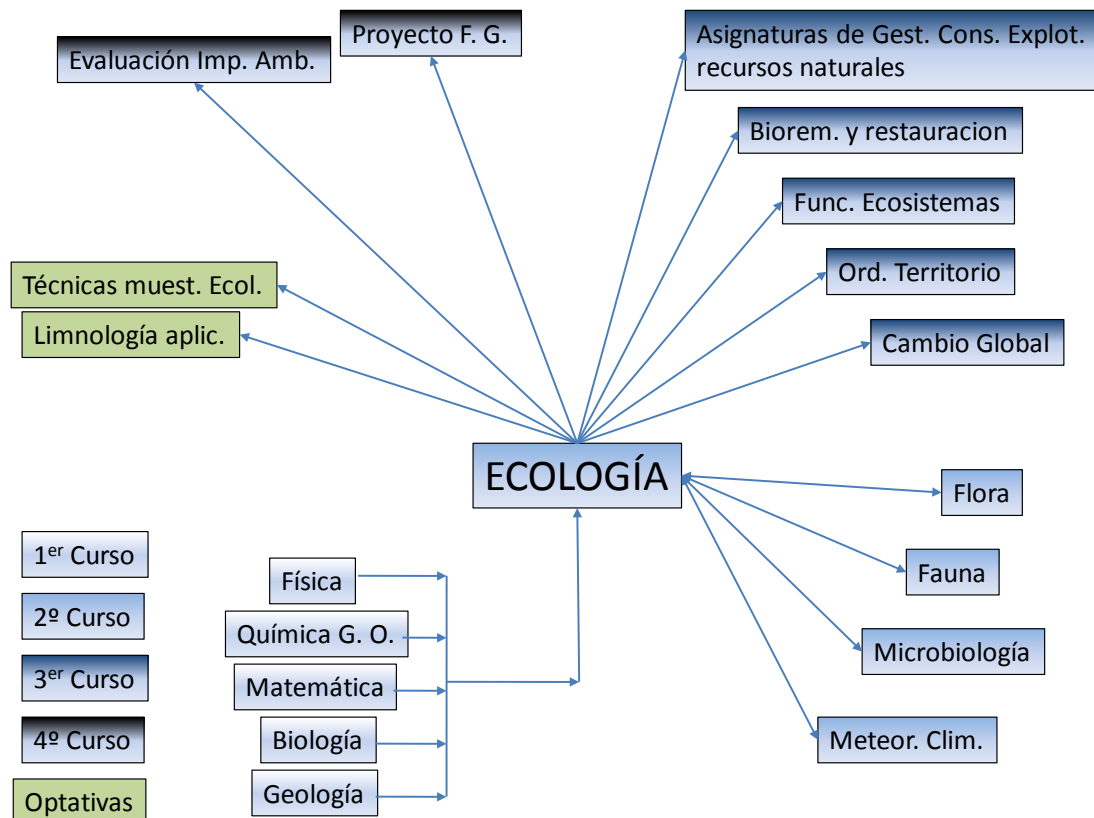 Proyecto F. G.
Evaluación Imp. Amb.
Asignaturas de Gest. Cons. Explot.
recursos naturales
Biorem. y restauracion
Func. Ecosistemas
Ord. Territorio
Cambio Global
Técnicas muest. Ecol.
Limnología aplic.
ECOLOGÍA
Flora
Fauna
Microbiología
Meteor. Clim.
Física
Química G. O.
Matemática
Biología
Geología
1er Curso
2º Curso
3er Curso
4º Curso
Optativas